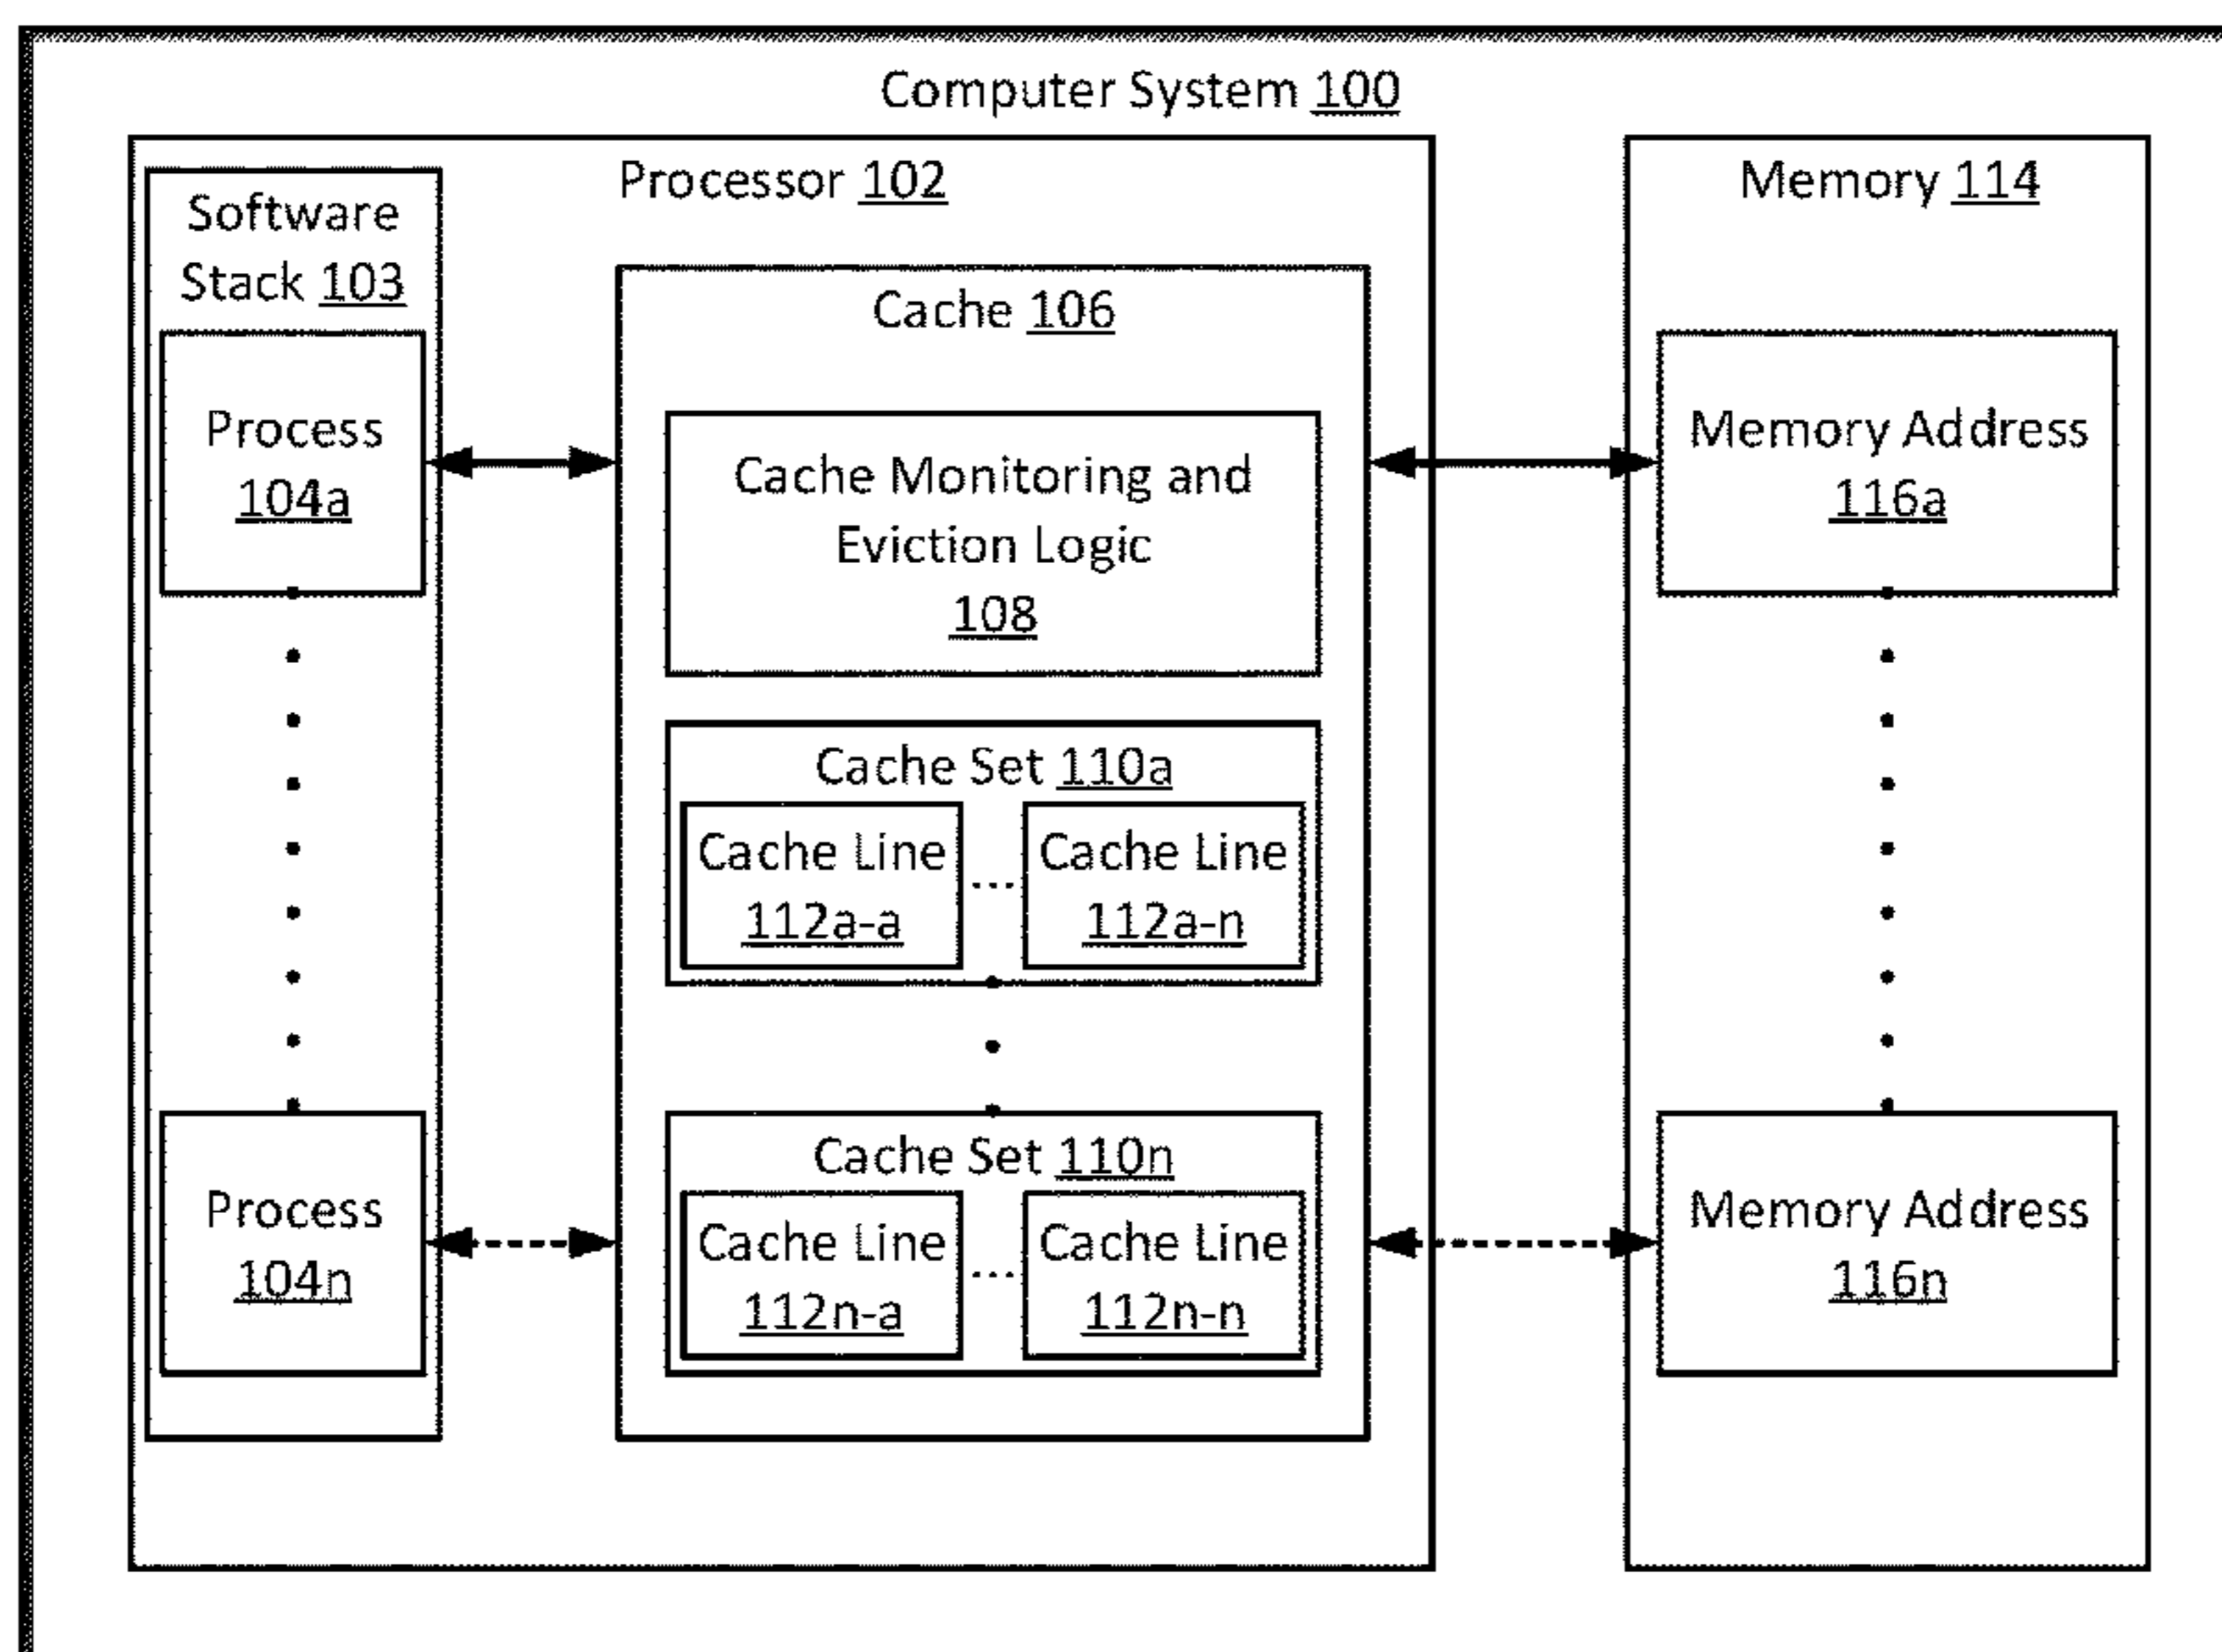 Computer System 100
Processor 102
Memory 114
Software
Stack 103
Cache 106
Process
104a
Cache Monitoring and
Eviction Logic
108
Memory Address
116a
Cache Set 110a
Cache Line
112a-a
...
Cache Line
112a-n
Cache Set 110n
Process
104n
Cache Line
112n-a
...
Cache Line
112n-n
Memory Address
116n